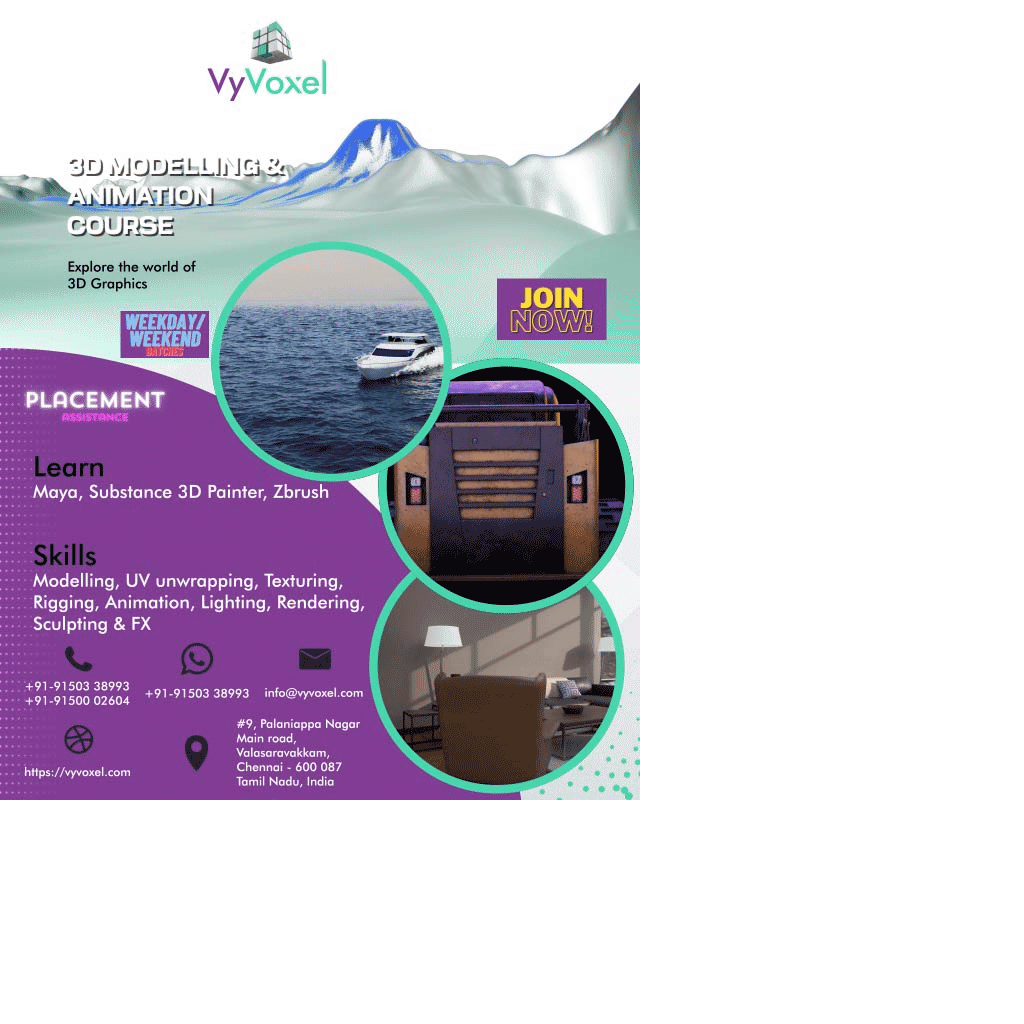 VyVoxel
3D MODELLING &
ANIMATION
COURSE
Explore the world of
3D Graphics
WEEKDAY/
WEEKEND
BATCHES
JOIN
NOW!
PLACEMENT
ASSISTANCE
Learn
Maya, Substance 3D Painter, Zbrush
Skills
Modelling, UV unwrapping, Texturing,
Rigging, Animation, Lighting, Rendering,
Sculpting & FX
+91-91503 38993
+91-91500 02604
+91-91503 38993
info@vyvoxel.com
https://vyvoxel.com
#9, Palaniappa Nagar
Main road,
Valasaravakkam,
Chennai - 600 087
Tamil Nadu, India